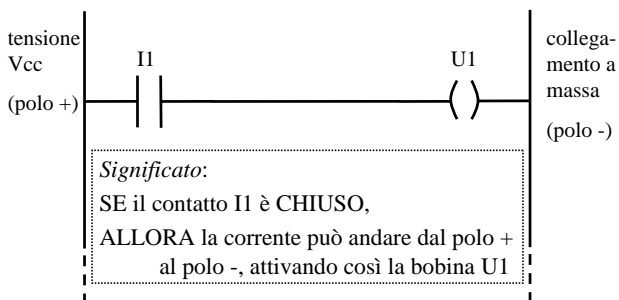 tensione
Vcc
(polo +)
I1
U1
collega-
mento a
massa
(polo -)
Significato:
SE il contatto I1 è CHIUSO,
ALLORA la corrente può andare dal polo +
al polo -, attivando così la bobina U1